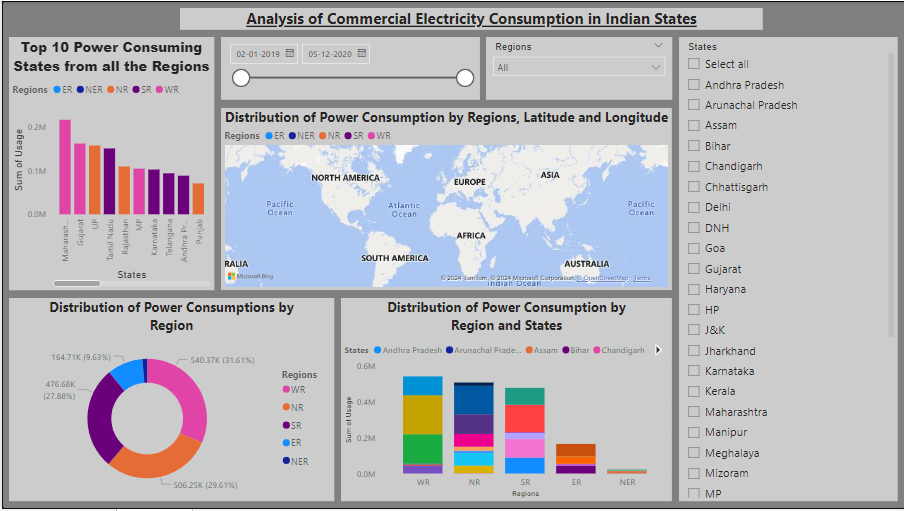 Analysis of Commercial Electricity Consumption in Indian States
Top 10 Power Consuming
States from all the Regions
Regions ER NER NR SR WR
0.2M
0.1M
0.0M
Sum of Usage
Maharash...
Gujarat
UP
Tamil Nadu
Rajasthan
MP
Karnataka
Telangana
Andhra Pr...
Punjab
States
02-01-2019
05-12-2020
Regions
All
Distribution of Power Consumption by Regions, Latitude and Longitude
Regions ER NER NR SR WR
NORTH AMERICA
EUROPE
ASIA
Pacific
Ocean
Atlantic
Ocean
Pacific
Ocean
AFRICA
SOUTH AMERICA
RALIA
AUSTRALIA
Indian Ocean
Microsoft Bing
© 2024 TomTom, © 2024 Microsoft Corporation, © OpenStreetMap Terms
Distribution of Power Consumptions by
Region
164.71K (9.63%)
540.37K (31.61%)
476.68K
(27.88%)
506.25K (29.61%)
Regions
WR
NR
SR
ER
NER
Distribution of Power Consumption by
Region and States
States Andhra Pradesh Arunachal Prade... Assam Bihar Chandigarh
0.6M
0.4M
0.2M
0.0M
Sum of Usage
WR NR SR ER NER
Regions
States
Select all
Andhra Pradesh
Arunachal Pradesh
Assam
Bihar
Chandigarh
Chhattisgarh
Delhi
DNH
Goa
Gujarat
Haryana
HP
J&K
Jharkhand
Karnataka
Kerala
Maharashtra
Manipur
Meghalaya
Mizoram
MP